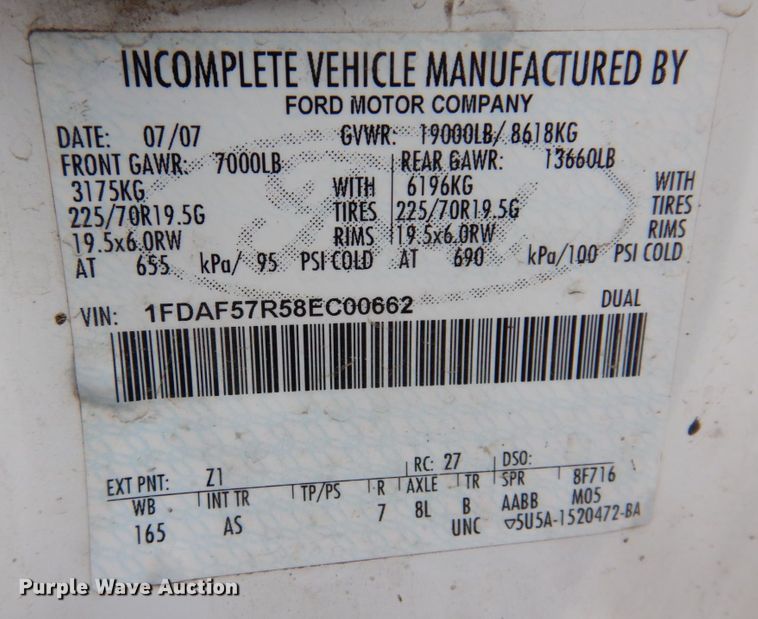 INCOMPLETE VEHICLE MANUFACTURED BY
FORD MOTOR COMPANY
DATE: 07/07 GVWR: 19000LB/ 8618KG
FRONT GAWR: 7000LB REAR GAWR: 13660LB
3175KG WITH 6196KG WITH
225/70R19.5G TIRES 225/70R19.5G TIRES
19.5x6.0RW RIMS 19.5x6.0RW RIMS
AT 655 kPa/ 95 PSI COLD AT 690 kPa/100 PSI COLD
VIN: 1FDAF57R58EC00662 DUAL
EXT PNT: Z1 RC: 27 DSO:
WB INT TR TP/PS R AXLE TR SPR 8F716
165 AS 7 8L B AABB M05
UNC ▽5U5A-1520472-BA
Purple Wave Auction